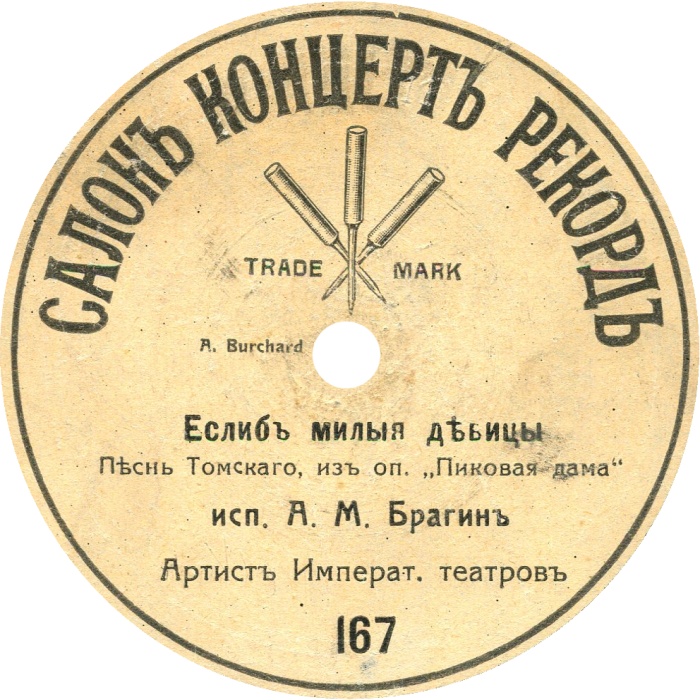 САЛОНЪ КОНЦЕРТЪ РЕКОРДЪ
TRADE MARK
A. Burchard
Еслибъ милыя дѣвицы
Пѣснь Томскаго, изъ оп. „Пиковая дама“
исп. А. М. Брагинъ
Артистъ Императ. театровъ
167